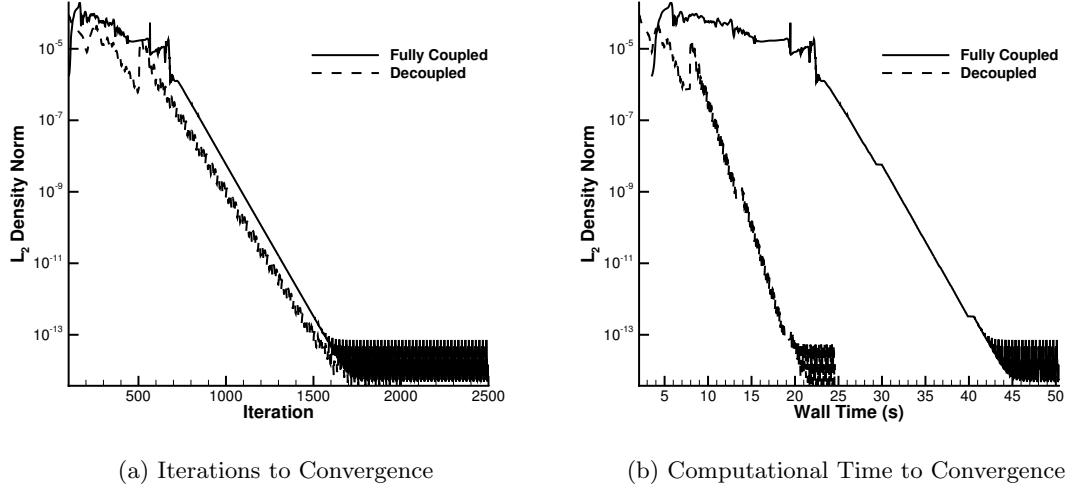 L2 Density Norm
10-5
10-7
10-9
10-11
10-13
Fully Coupled
Decoupled
500 1000 1500 2000 2500
Iteration
(a) Iterations to Convergence
L2 Density Norm
10-5
10-7
10-9
10-11
10-13
Fully Coupled
Decoupled
5 10 15 20 25 30 35 40 45 50
Wall Time (s)
(b) Computational Time to Convergence